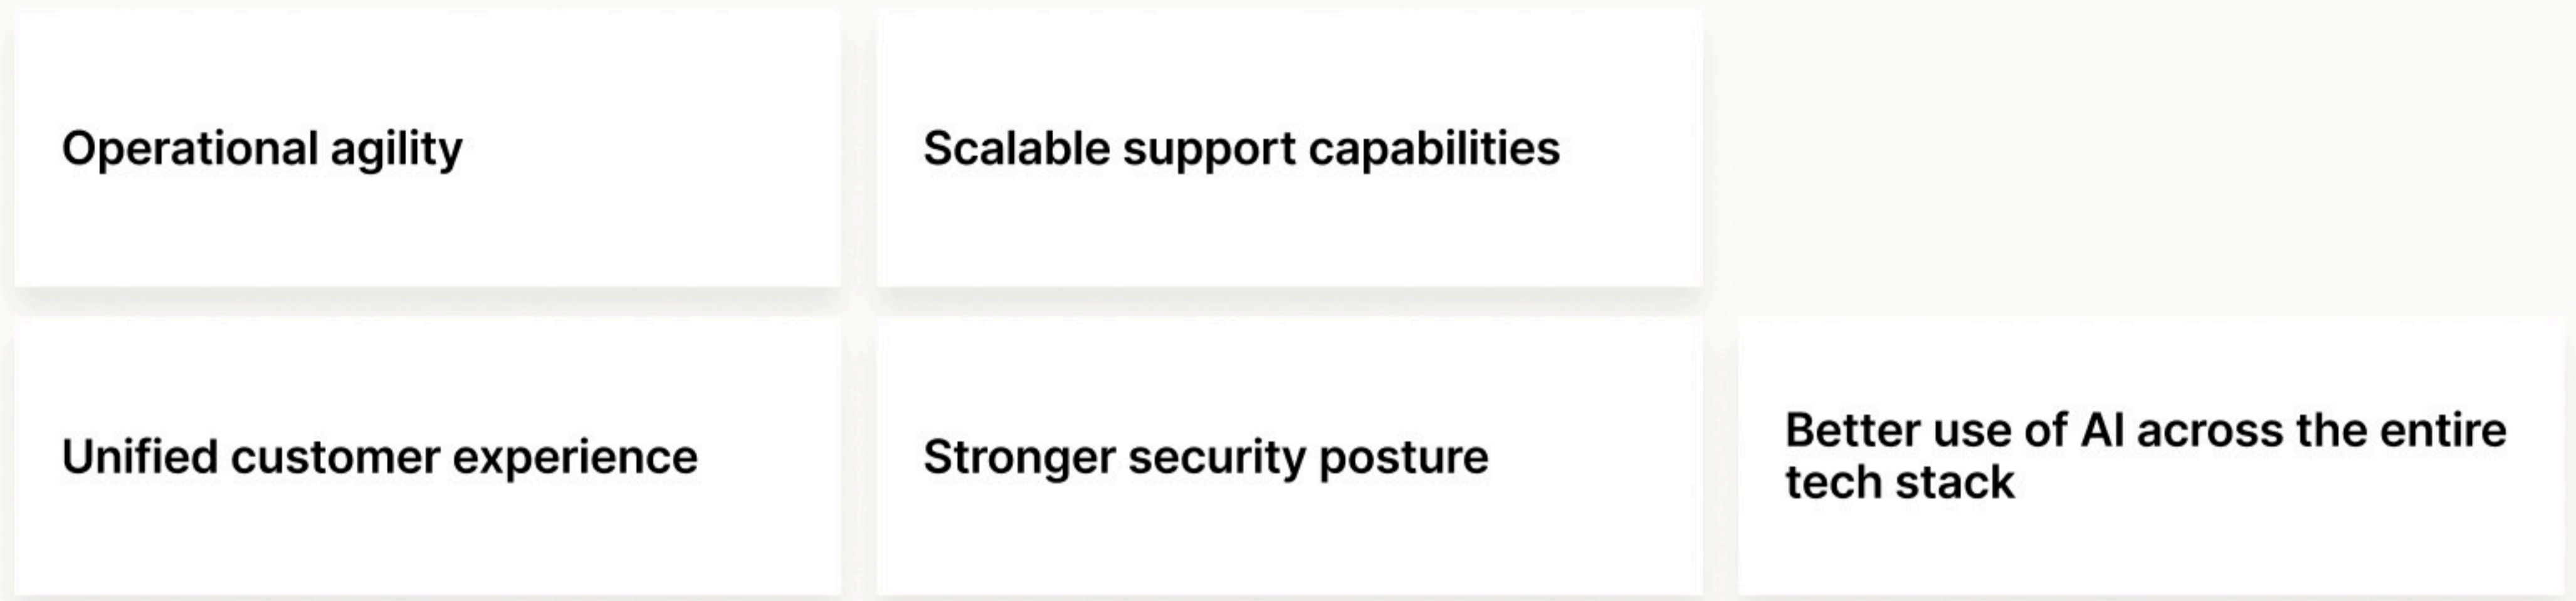 Operational agility
Scalable support capabilities
Unified customer experience
Stronger security posture
Better use of AI across the entire
tech stack